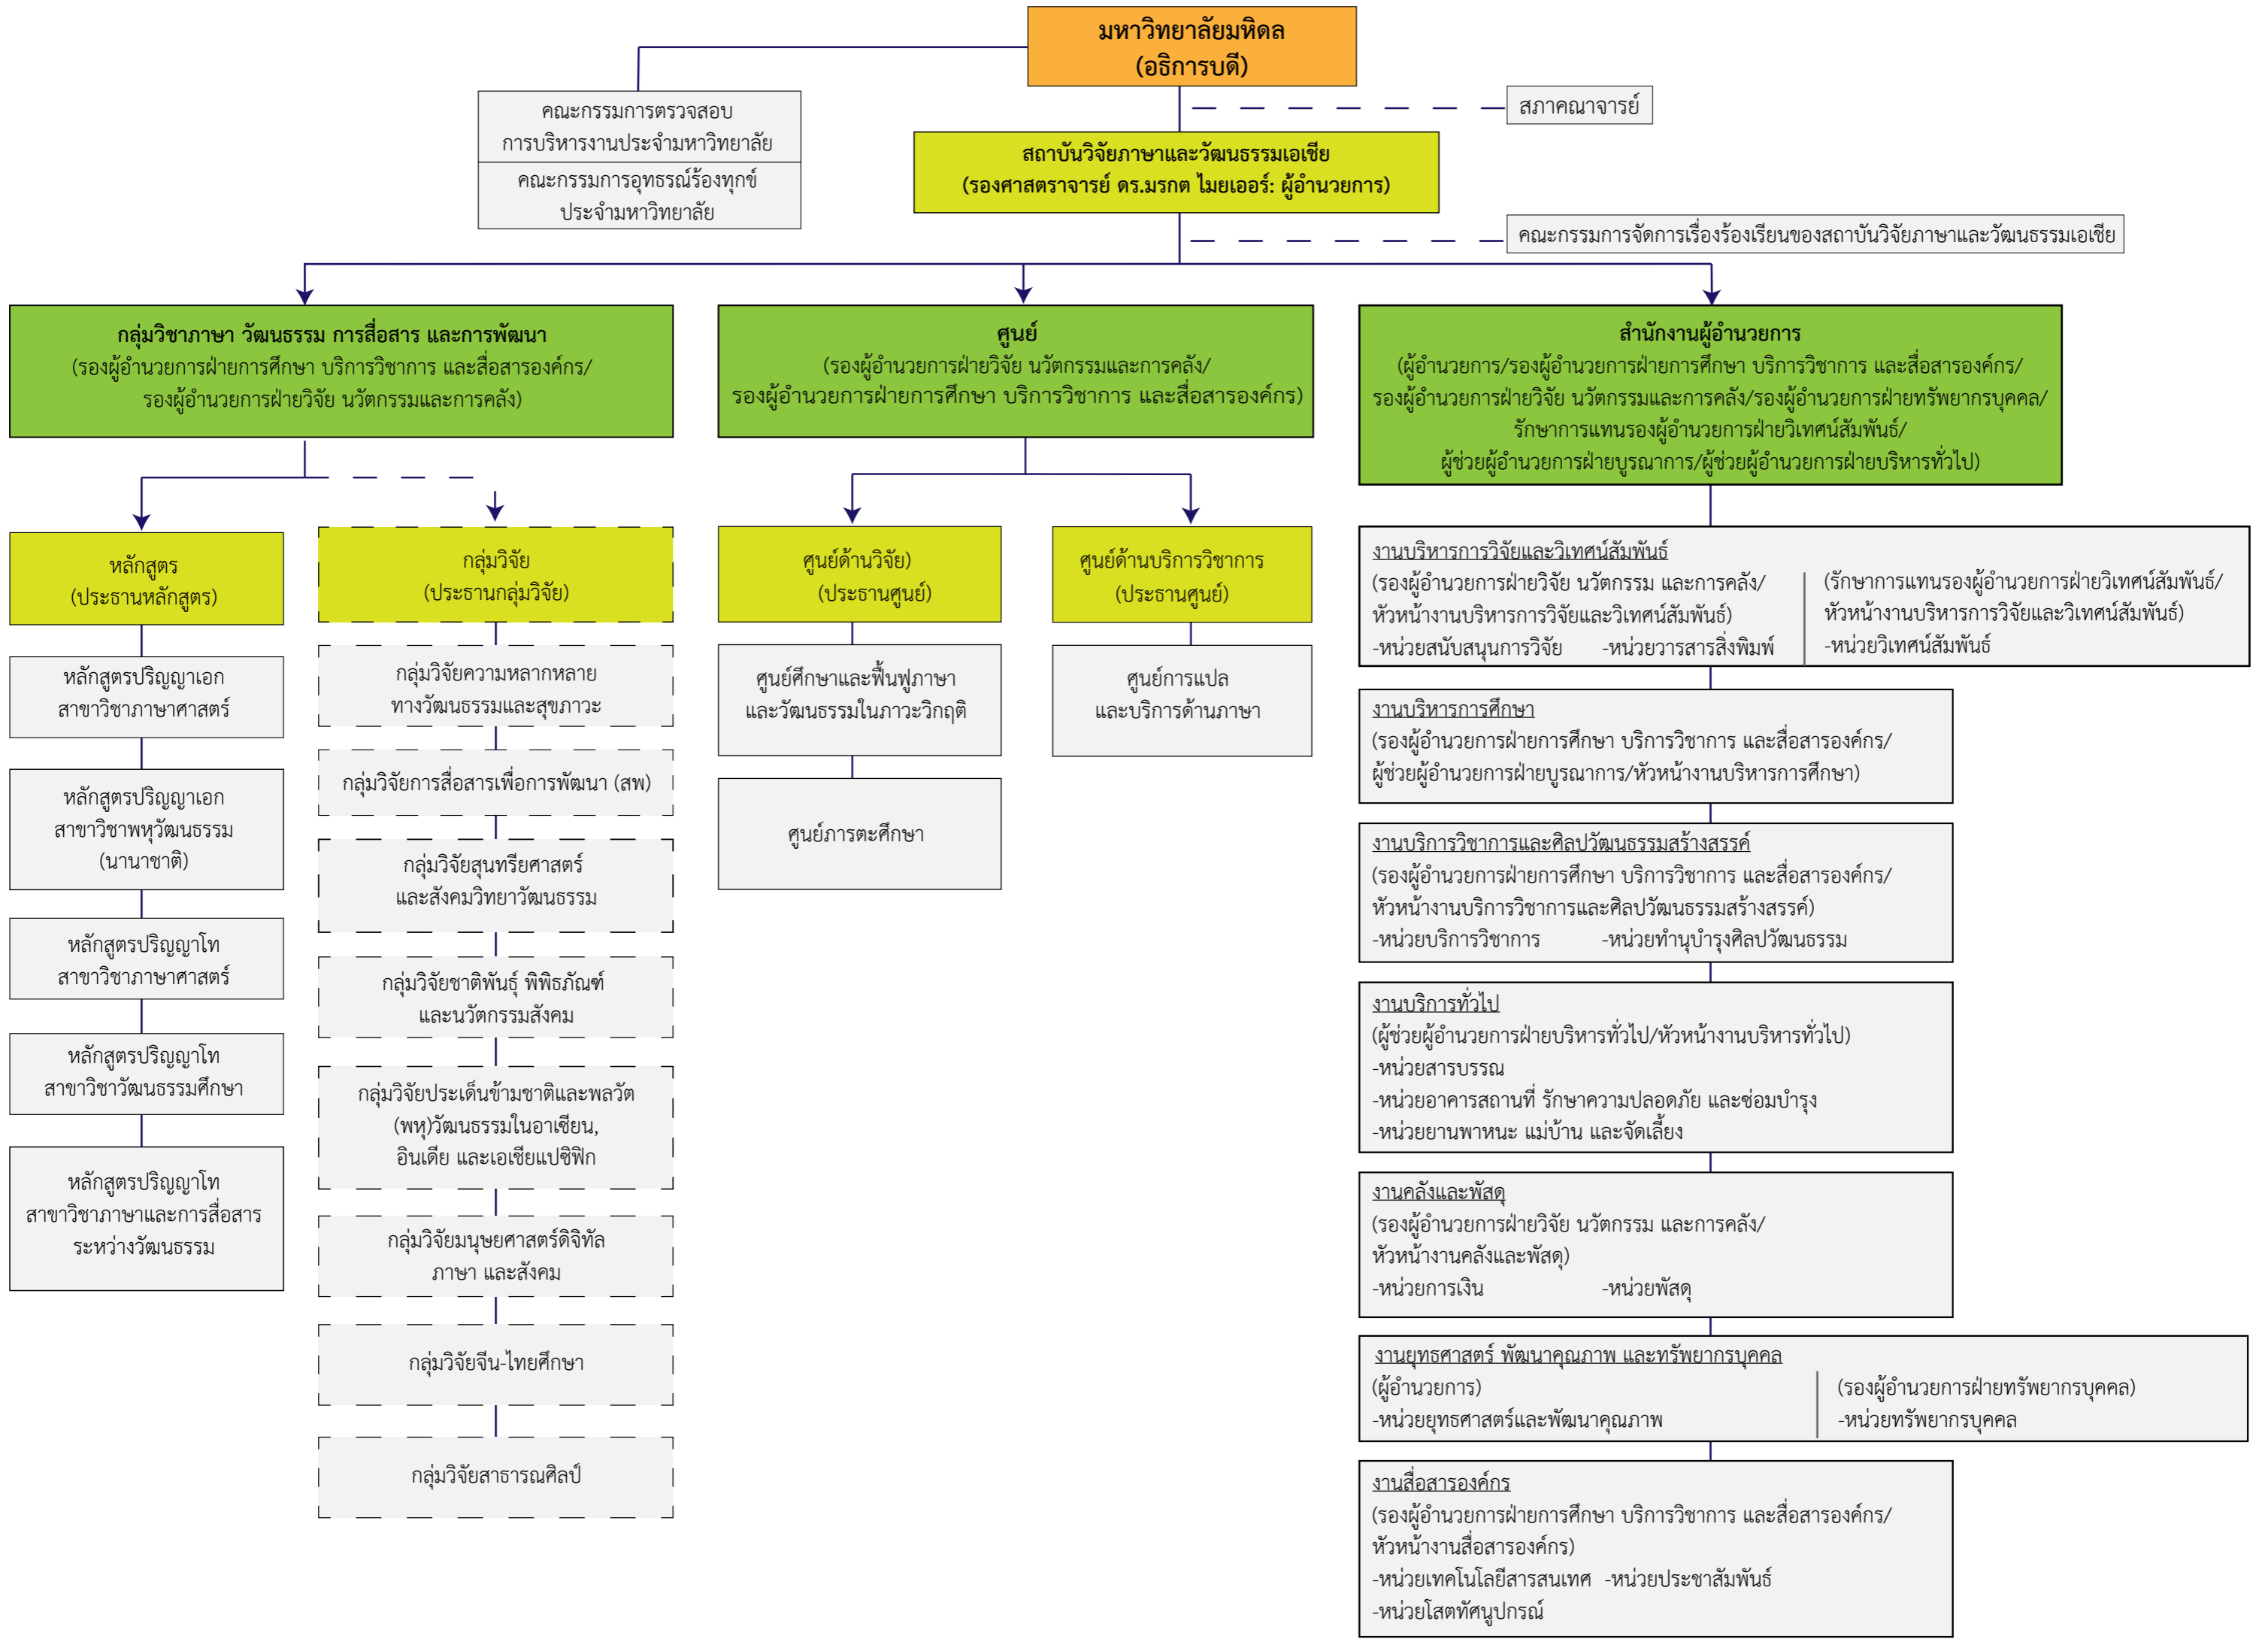 มหาวิทยาลัยมหิดล
(อธิการบดี)
คณะกรรมการตรวจสอบ
การบริหารงานประจำมหาวิทยาลัย
คณะกรรมการอุทธรณ์ร้องทุกข์
ประจำมหาวิทยาลัย
สภาคณาจารย์
สถาบันวิจัยภาษาและวัฒนธรรมเอเชีย
(รองศาสตราจารย์ ดร.มรกต ไมยเออร์: ผู้อำนวยการ)
คณะกรรมการจัดการเรื่องร้องเรียนของสถาบันวิจัยภาษาและวัฒนธรรมเอเชีย
กลุ่มวิชาภาษา วัฒนธรรม การสื่อสาร และการพัฒนา
(รองผู้อำนวยการฝ่ายการศึกษา บริการวิชาการ และสื่อสารองค์กร/
รองผู้อำนวยการฝ่ายวิจัย นวัตกรรมและการคลัง)
หลักสูตร
(ประธานหลักสูตร)
หลักสูตรปริญญาเอก
สาขาวิชาภาษาศาสตร์
หลักสูตรปริญญาเอก
สาขาวิชาพหุวัฒนธรรม
(นานาชาติ)
หลักสูตรปริญญาโท
สาขาวิชาภาษาศาสตร์
หลักสูตรปริญญาโท
สาขาวิชาวัฒนธรรมศึกษา
หลักสูตรปริญญาโท
สาขาวิชาภาษาและการสื่อสาร
ระหว่างวัฒนธรรม
กลุ่มวิจัย
(ประธานกลุ่มวิจัย)
กลุ่มวิจัยความหลากหลาย
ทางวัฒนธรรมและสุขภาวะ
กลุ่มวิจัยการสื่อสารเพื่อการพัฒนา (สพ)
กลุ่มวิจัยสุนทรียศาสตร์
และสังคมวิทยาวัฒนธรรม
กลุ่มวิจัยชาติพันธุ์ พิพิธภัณฑ์
และนวัตกรรมสังคม
กลุ่มวิจัยประเด็นข้ามชาติและพลวัต
(พหุ)วัฒนธรรมในอาเซียน,
อินเดีย และเอเชียแปซิฟิก
กลุ่มวิจัยมนุษยศาสตร์ดิจิทัล
ภาษา และสังคม
กลุ่มวิจัยจีน-ไทยศึกษา
กลุ่มวิจัยสาธารณศิลป์
ศูนย์
(รองผู้อำนวยการฝ่ายวิจัย นวัตกรรมและการคลัง/
รองผู้อำนวยการฝ่ายการศึกษา บริการวิชาการ และสื่อสารองค์กร)
ศูนย์ด้านวิจัย)
(ประธานศูนย์)
ศูนย์ศึกษาและฟื้นฟูภาษา
และวัฒนธรรมในภาวะวิกฤติ
ศูนย์ภารตะศึกษา
ศูนย์ด้านบริการวิชาการ
(ประธานศูนย์)
ศูนย์การแปล
และบริการด้านภาษา
สำนักงานผู้อำนวยการ
(ผู้อำนวยการ/รองผู้อำนวยการฝ่ายการศึกษา บริการวิชาการ และสื่อสารองค์กร/
รองผู้อำนวยการฝ่ายวิจัย นวัตกรรมและการคลัง/รองผู้อำนวยการฝ่ายทรัพยากรบุคคล/
รักษาการแทนรองผู้อำนวยการฝ่ายวิเทศน์สัมพันธ์/
ผู้ช่วยผู้อำนวยการฝ่ายบูรณาการ/ผู้ช่วยผู้อำนวยการฝ่ายบริหารทั่วไป)
งานบริหารการวิจัยและวิเทศน์สัมพันธ์
(รองผู้อำนวยการฝ่ายวิจัย นวัตกรรม และการคลัง/
หัวหน้างานบริหารการวิจัยและวิเทศน์สัมพันธ์)
-หน่วยสนับสนุนการวิจัย -หน่วยวารสารสิ่งพิมพ์
(รักษาการแทนรองผู้อำนวยการฝ่ายวิเทศน์สัมพันธ์/
หัวหน้างานบริหารการวิจัยและวิเทศน์สัมพันธ์)
-หน่วยวิเทศน์สัมพันธ์
งานบริหารการศึกษา
(รองผู้อำนวยการฝ่ายการศึกษา บริการวิชาการ และสื่อสารองค์กร/
ผู้ช่วยผู้อำนวยการฝ่ายบูรณาการ/หัวหน้างานบริหารการศึกษา)
งานบริการวิชาการและศิลปวัฒนธรรมสร้างสรรค์
(รองผู้อำนวยการฝ่ายการศึกษา บริการวิชาการ และสื่อสารองค์กร/
หัวหน้างานบริการวิชาการและศิลปวัฒนธรรมสร้างสรรค์)
-หน่วยบริการวิชาการ -หน่วยทำนุบำรุงศิลปวัฒนธรรม
งานบริการทั่วไป
(ผู้ช่วยผู้อำนวยการฝ่ายบริหารทั่วไป/หัวหน้างานบริหารทั่วไป)
-หน่วยสารบรรณ
-หน่วยอาคารสถานที่ รักษาความปลอดภัย และซ่อมบำรุง
-หน่วยยานพาหนะ แม่บ้าน และจัดเลี้ยง
งานคลังและพัสดุ
(รองผู้อำนวยการฝ่ายวิจัย นวัตกรรม และการคลัง/
หัวหน้างานคลังและพัสดุ)
-หน่วยการเงิน -หน่วยพัสดุ
งานยุทธศาสตร์ พัฒนาคุณภาพ และทรัพยากรบุคคล
(ผู้อำนวยการ)
-หน่วยยุทธศาสตร์และพัฒนาคุณภาพ
(รองผู้อำนวยการฝ่ายทรัพยากรบุคคล)
-หน่วยทรัพยากรบุคคล
งานสื่อสารองค์กร
(รองผู้อำนวยการฝ่ายการศึกษา บริการวิชาการ และสื่อสารองค์กร/
หัวหน้างานสื่อสารองค์กร)
-หน่วยเทคโนโลยีสารสนเทศ -หน่วยประชาสัมพันธ์
-หน่วยโสตทัศนูปกรณ์